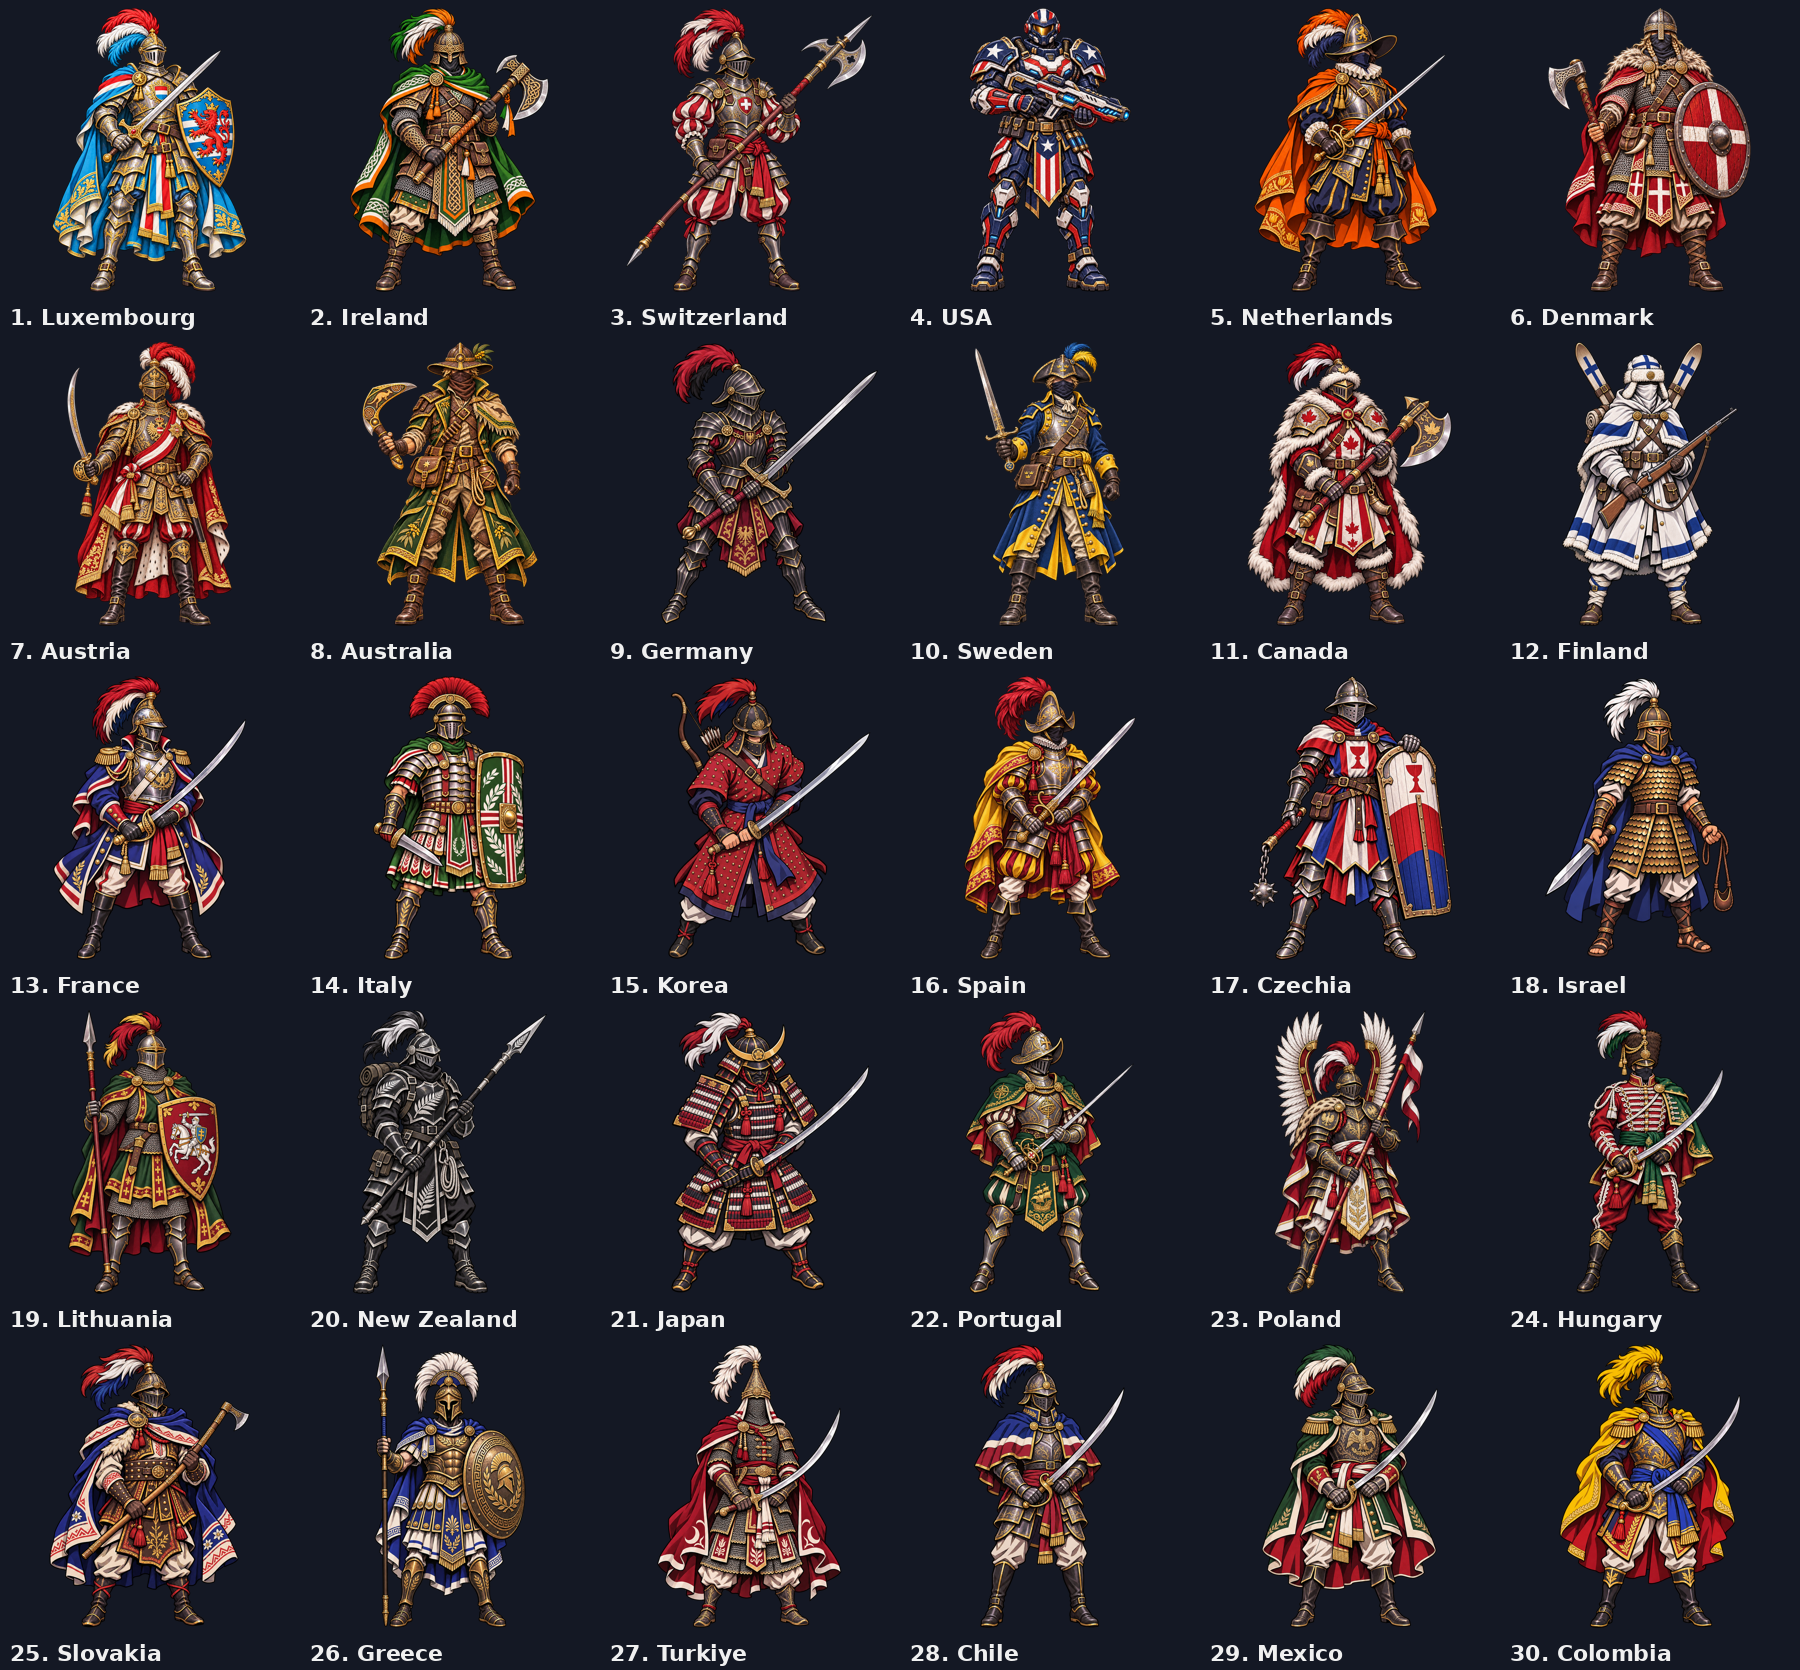 1. Luxembourg
2. Ireland
3. Switzerland
4. USA
5. Netherlands
6. Denmark
7. Austria
8. Australia
9. Germany
10. Sweden
11. Canada
12. Finland
13. France
14. Italy
15. Korea
16. Spain
17. Czechia
18. Israel
19. Lithuania
20. New Zealand
21. Japan
22. Portugal
23. Poland
24. Hungary
25. Slovakia
26. Greece
27. Turkiye
28. Chile
29. Mexico
30. Colombia